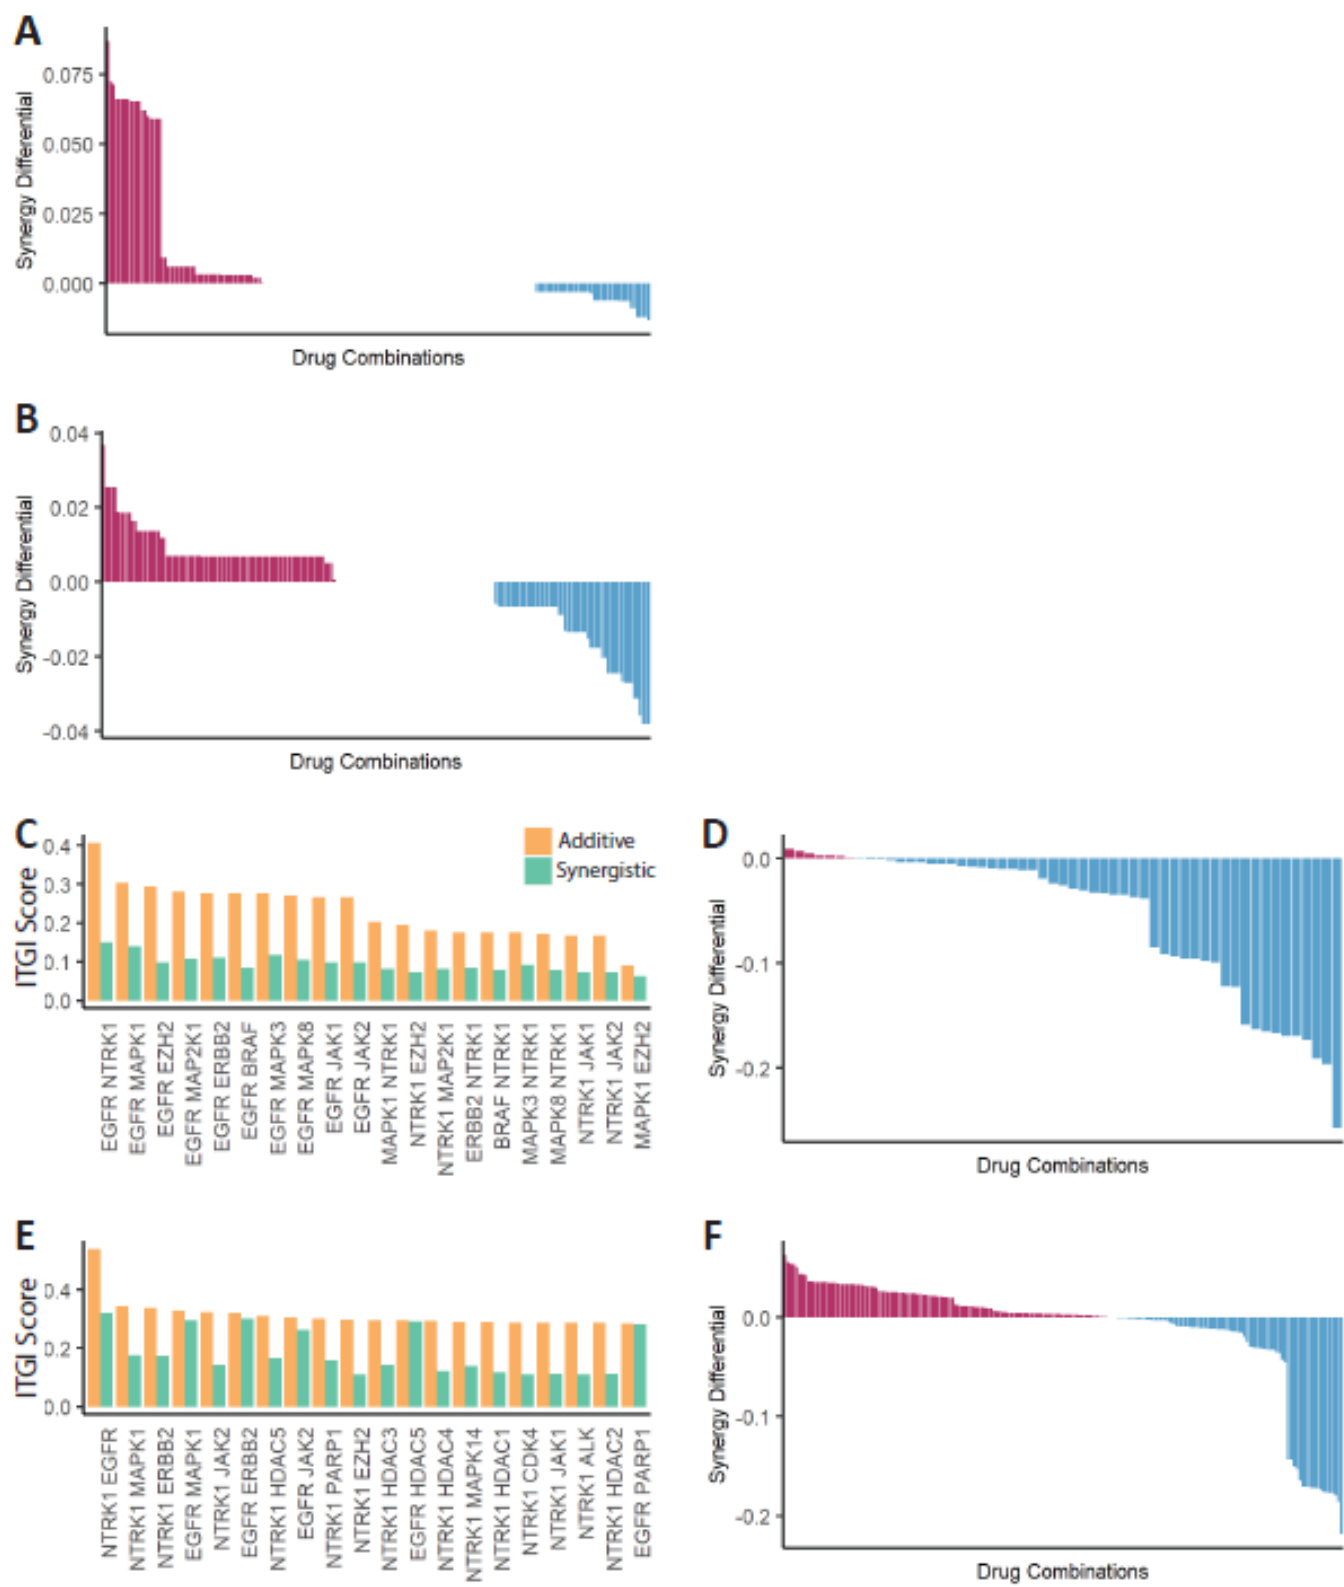 A
0.075
0.050
0.025
0.000
Synergy Differential
Drug Combinations
B
0.04
0.02
0.00
-0.02
-0.04
Synergy Differential
Drug Combinations
C
0.4
0.3
0.2
0.1
0.0
ITGI Score
Additive
Synergistic
EGFR NTRK1
EGFR MAPK1
EGFR EZH2
EGFR MAP2K1
EGFR ERBB2
EGFR BRAF
EGFR MAPK3
EGFR MAPK8
EGFR JAK1
EGFR JAK2
MAPK1 NTRK1
NTRK1 EZH2
NTRK1 MAP2K1
ERBB2 NTRK1
BRAF NTRK1
MAPK3 NTRK1
MAPK8 NTRK1
NTRK1 JAK1
NTRK1 JAK2
MAPK1 EZH2
D
0.0
-0.1
-0.2
Synergy Differential
Drug Combinations
E
0.4
0.2
0.0
ITGI Score
NTRK1 EGFR
NTRK1 MAPK1
NTRK1 ERBB2
EGFR MAPK1
NTRK1 JAK2
EGFR ERBB2
NTRK1 HDAC5
EGFR JAK2
NTRK1 PARP1
NTRK1 EZH2
NTRK1 HDAC3
EGFR HDAC5
NTRK1 HDAC4
NTRK1 MAPK14
NTRK1 HDAC1
NTRK1 CDK4
NTRK1 JAK1
NTRK1 ALK
NTRK1 HDAC2
EGFR PARP1
F
0.0
-0.1
-0.2
Synergy Differential
Drug Combinations